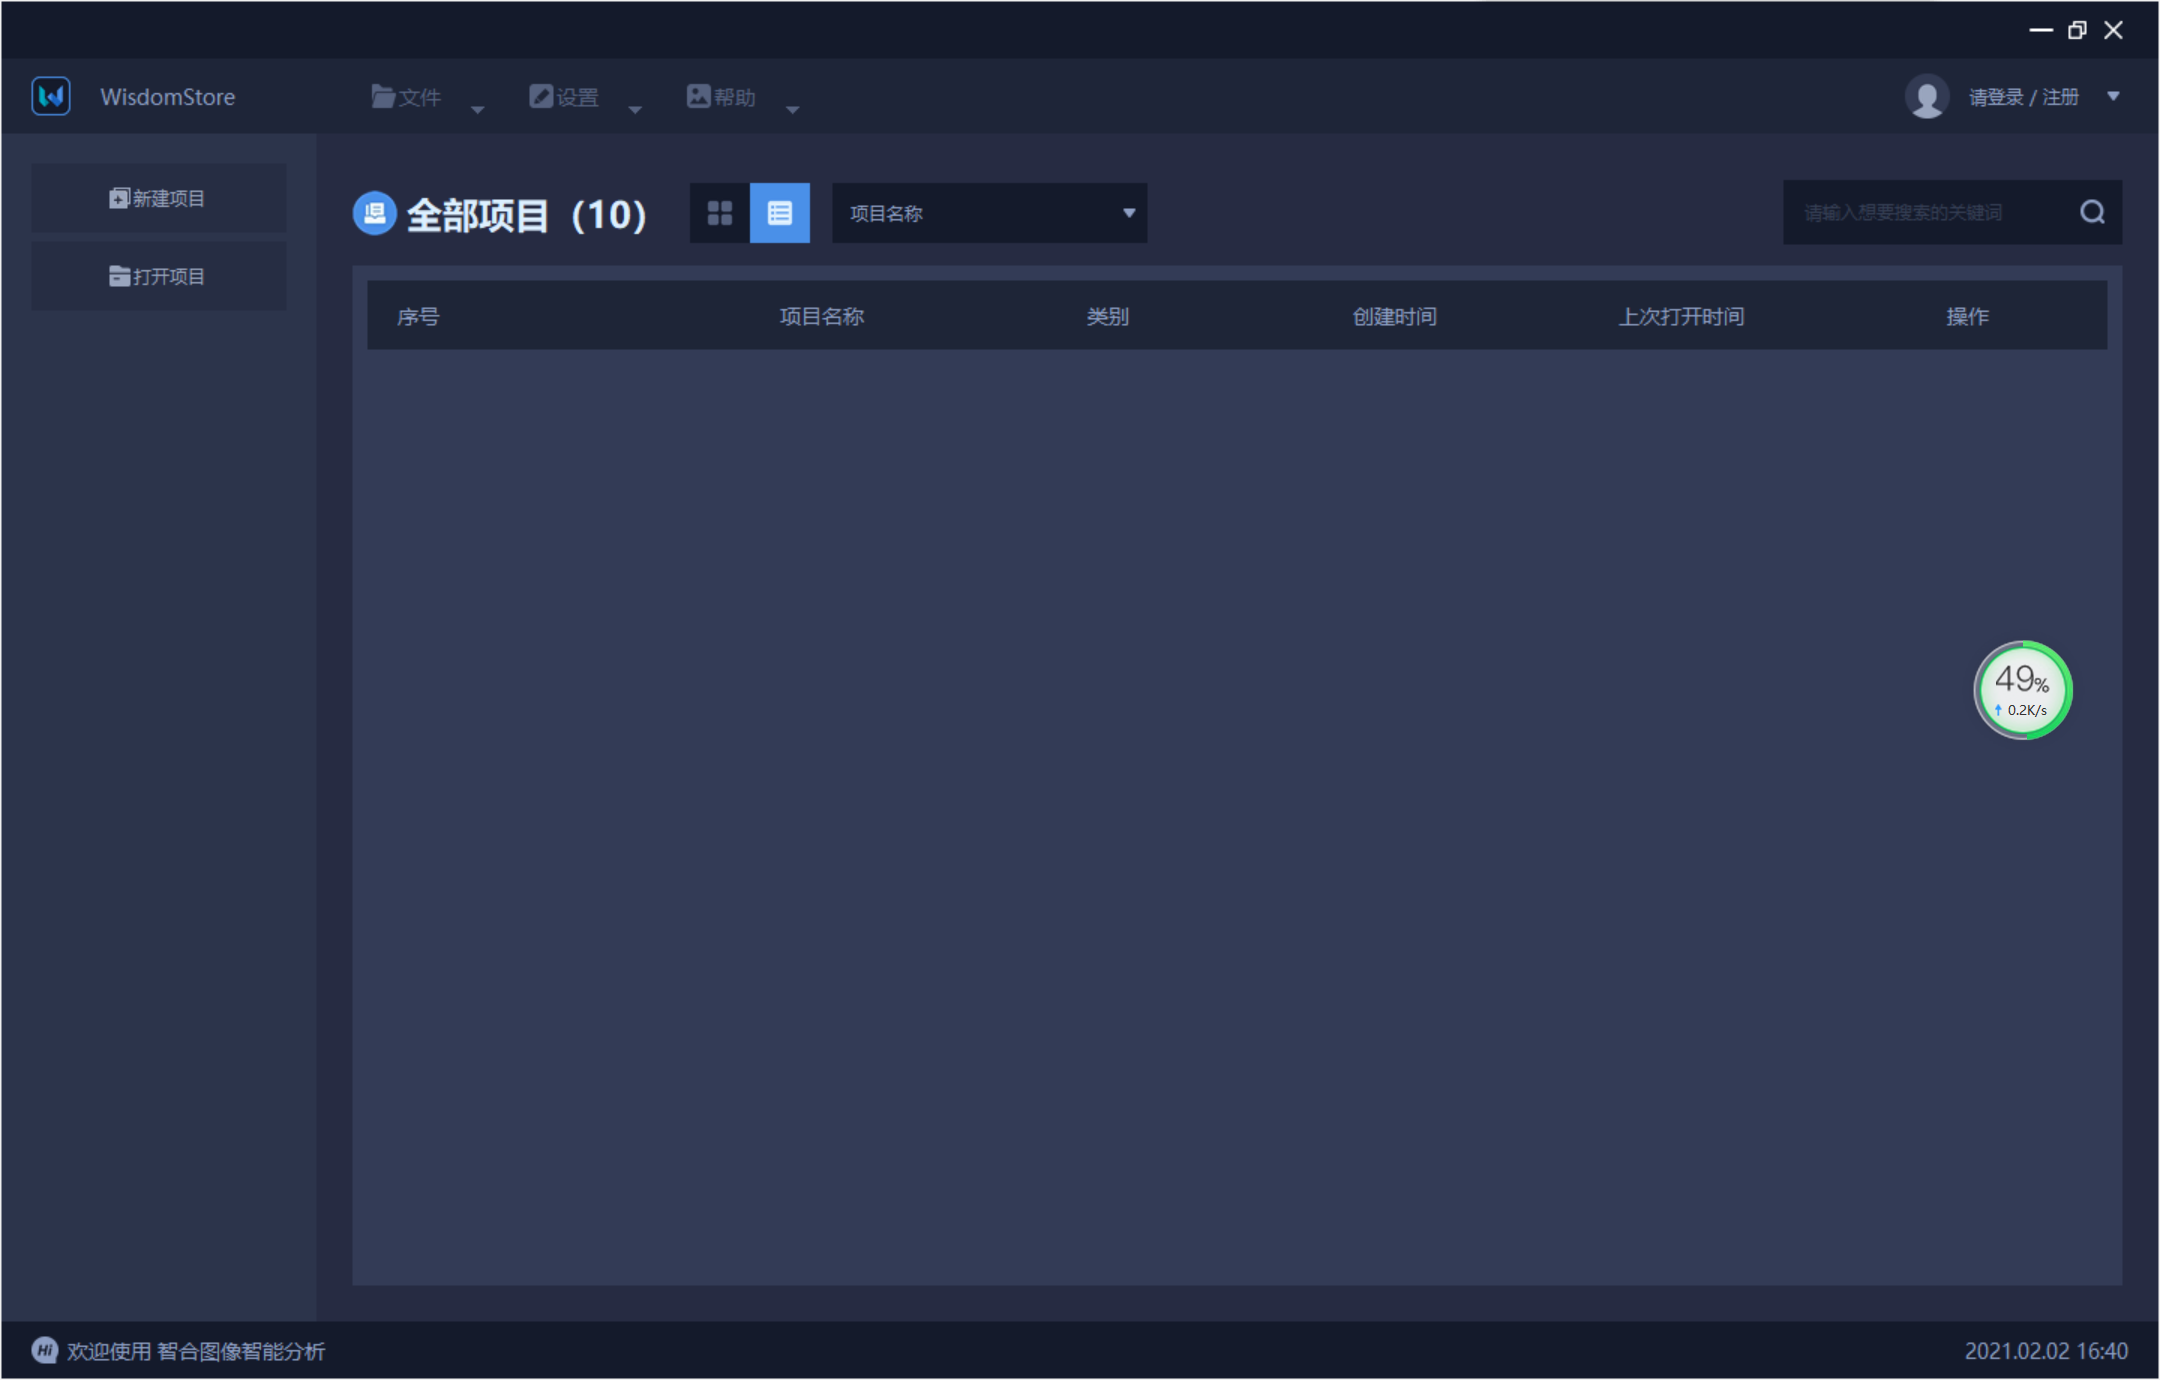 WisdomStore
文件
设置
帮助
请登录 / 注册
新建项目
打开项目
全部项目（10）
项目名称
请输入想要搜索的关键词
序号 项目名称 类别 创建时间 上次打开时间 操作
49%
0.2K/s
Hi 欢迎使用 智合图像智能分析
2021.02.02 16:40